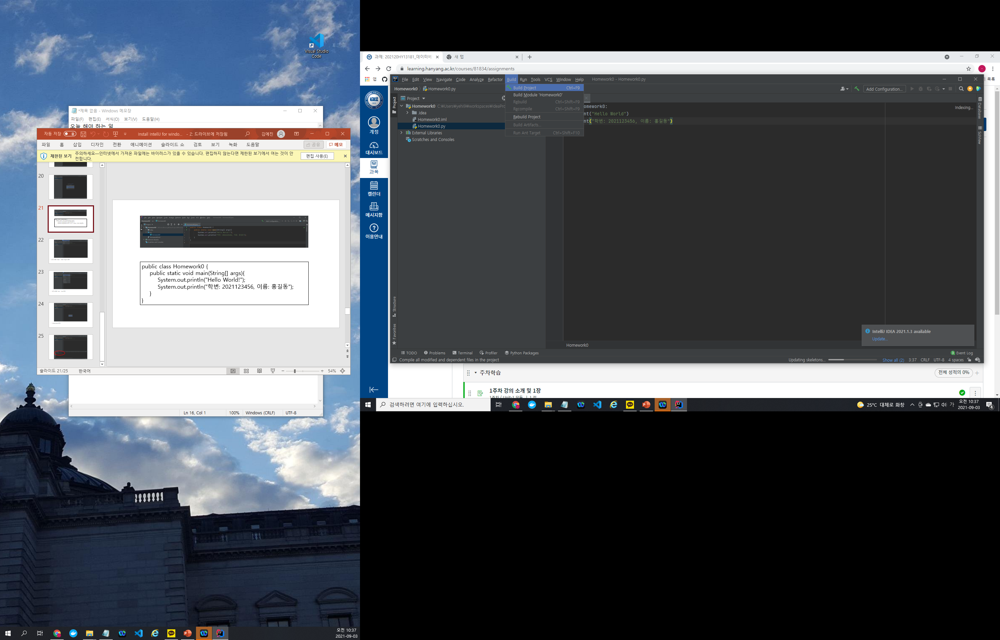 Visual Studio
Code
*제목 없음 - Windows 메모장
파일(F) 편집(E) 서식(O) 보기(V) 도움말(H)
오늘 해야 하는 일
자동 저장 끔 Install IntelliJ for windo... - Z: 드라이브에 저장됨 김예진
파일 홈 삽입 디자인 전환 애니메이션 슬라이드 쇼 검토 보기 녹화 도움말 공유 메모
제한된 보기 주의하세요—인터넷에서 가져온 파일에는 바이러스가 있을 수 있습니다. 편집하지 않는다면 제한된 보기에서 여는 것이 안
전합니다. 편집 사용(E)
20
21
22
23
24
25
public class Homework0 {
public static void main(String[] args){
System.out.println("Hello World!");
System.out.println("학번: 2021123456, 이름: 홍길동");
}
}
슬라이드 21/25 한국어 54%
Ln 16, Col 1 100% Windows (CRLF) UTF-8
오전 10:37
2021-09-03
과제: 202120HY13181_데이터베 새 탭
learning.hanyang.ac.kr/courses/81834/assignments
앱 목록
계정
대시보드
과목
캘린더
메시지함
이용안내
File Edit View Navigate Code Analyze Refactor Build Run Tools VCS Window Help Homework0 - Homework0.py
Homework0 Homework0.py Add Configuration...
Project
Project
Homework0 C:\Users\yehi9\workspaces\IdeaPro
.idea
Homework0.iml
Homework0.py
External Libraries
Scratches and Consoles
Build Project Ctrl+F9
Build Module 'Homework0'
Rebuild Ctrl+Shift+F9
Recompile Ctrl+Shift+F9
Rebuild Project
Build Artifacts...
Run Ant Target Ctrl+Shift+F10
omework0:
nt("Hello World")
nt("학번: 2021123456, 이름: 홍길동")
Indexing...
Database
SciView
Structure
Favorites
IntelliJ IDEA 2021.1.3 available
Update...
Homework0
TODO Problems Terminal Profiler Python Packages 3 Event Log
Compile all modified and dependent files in the project Updating skeletons... Show all (2) 3:37 CRLF UTF-8 4 spaces
주차학습 전체 성적의 0%
1주차 강의 소개 및 1장
1주차 / Unit-1 모듈 | 1 점
검색하려면 여기에 입력하십시오. 25°C 대체로 화창 가 오전 10:37
2021-09-03 4